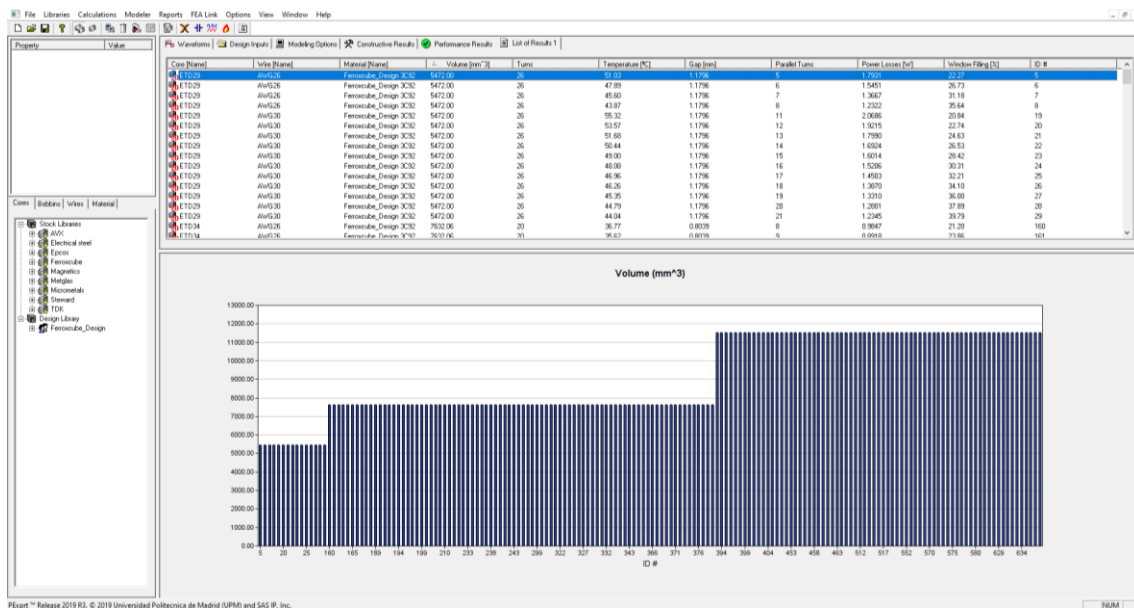 File Libraries Calculations Modeler Reports FEA Link Options View Window Help
Property Value
Waveforms Design Inputs Modeling Options Constructive Results Performance Results List of Results 1
Core [Name] Wire [Name] Material [Name] Volume [mm^3] Turns Temperature [ºC] Gap [mm] Parallel Turns Power Losses [W] Window Filling [%] ID #
ETD29 AWG26 Ferroxcube_Design 3C92 5472.00 26 51.03 1.1796 5 1.7931 22.27 5
ETD29 AWG26 Ferroxcube_Design 3C92 5472.00 26 47.89 1.1796 6 1.5451 26.73 6
ETD29 AWG26 Ferroxcube_Design 3C92 5472.00 26 45.60 1.1796 7 1.3667 31.18 7
ETD29 AWG26 Ferroxcube_Design 3C92 5472.00 26 43.87 1.1796 8 1.2322 35.64 8
ETD29 AWG30 Ferroxcube_Design 3C92 5472.00 26 55.32 1.1796 11 2.0686 20.84 19
ETD29 AWG30 Ferroxcube_Design 3C92 5472.00 26 53.57 1.1796 12 1.9215 22.74 20
ETD29 AWG30 Ferroxcube_Design 3C92 5472.00 26 51.68 1.1796 13 1.7990 24.63 21
ETD29 AWG30 Ferroxcube_Design 3C92 5472.00 26 50.44 1.1796 14 1.6924 26.53 22
ETD29 AWG30 Ferroxcube_Design 3C92 5472.00 26 49.00 1.1796 15 1.6014 28.42 23
ETD29 AWG30 Ferroxcube_Design 3C92 5472.00 26 48.08 1.1796 16 1.5206 30.31 24
ETD29 AWG30 Ferroxcube_Design 3C92 5472.00 26 46.96 1.1796 17 1.4503 32.21 25
ETD29 AWG30 Ferroxcube_Design 3C92 5472.00 26 46.26 1.1796 18 1.3870 34.10 26
ETD29 AWG30 Ferroxcube_Design 3C92 5472.00 26 45.35 1.1796 19 1.3310 36.00 27
ETD29 AWG30 Ferroxcube_Design 3C92 5472.00 26 44.79 1.1796 20 1.2801 37.89 28
ETD29 AWG30 Ferroxcube_Design 3C92 5472.00 26 44.04 1.1796 21 1.2345 39.79 29
ETD34 AWG26 Ferroxcube_Design 3C92 7632.06 20 36.77 0.8039 8 0.9847 21.20 160
ETD34 AWG26 Ferroxcube_Design 3C92 7632.06 20 35.62 0.8039 9 0.8918 23.86 161
Cores Bobbins Wires Material
Stock Libraries
AVX
Electrical steel
Epcos
Ferroxcube
Magnetics
Metglas
Micrometals
Steward
TDK
Design Library
Ferroxcube_Design
Volume (mm^3)
13000.00
12000.00
11000.00
10000.00
9000.00
8000.00
7000.00
6000.00
5000.00
4000.00
3000.00
2000.00
1000.00
0.00
5 20 25 160 165 189 194 199 210 233 238 243 290 322 327 332 343 366 371 376 394 399 404 453 458 463 512 517 552 570 575 580 629 634
ID #
PExprt ™ Release 2019 R3. © 2019 Universidad Politecnica de Madrid (UPM) and SAS IP, Inc.
NUM